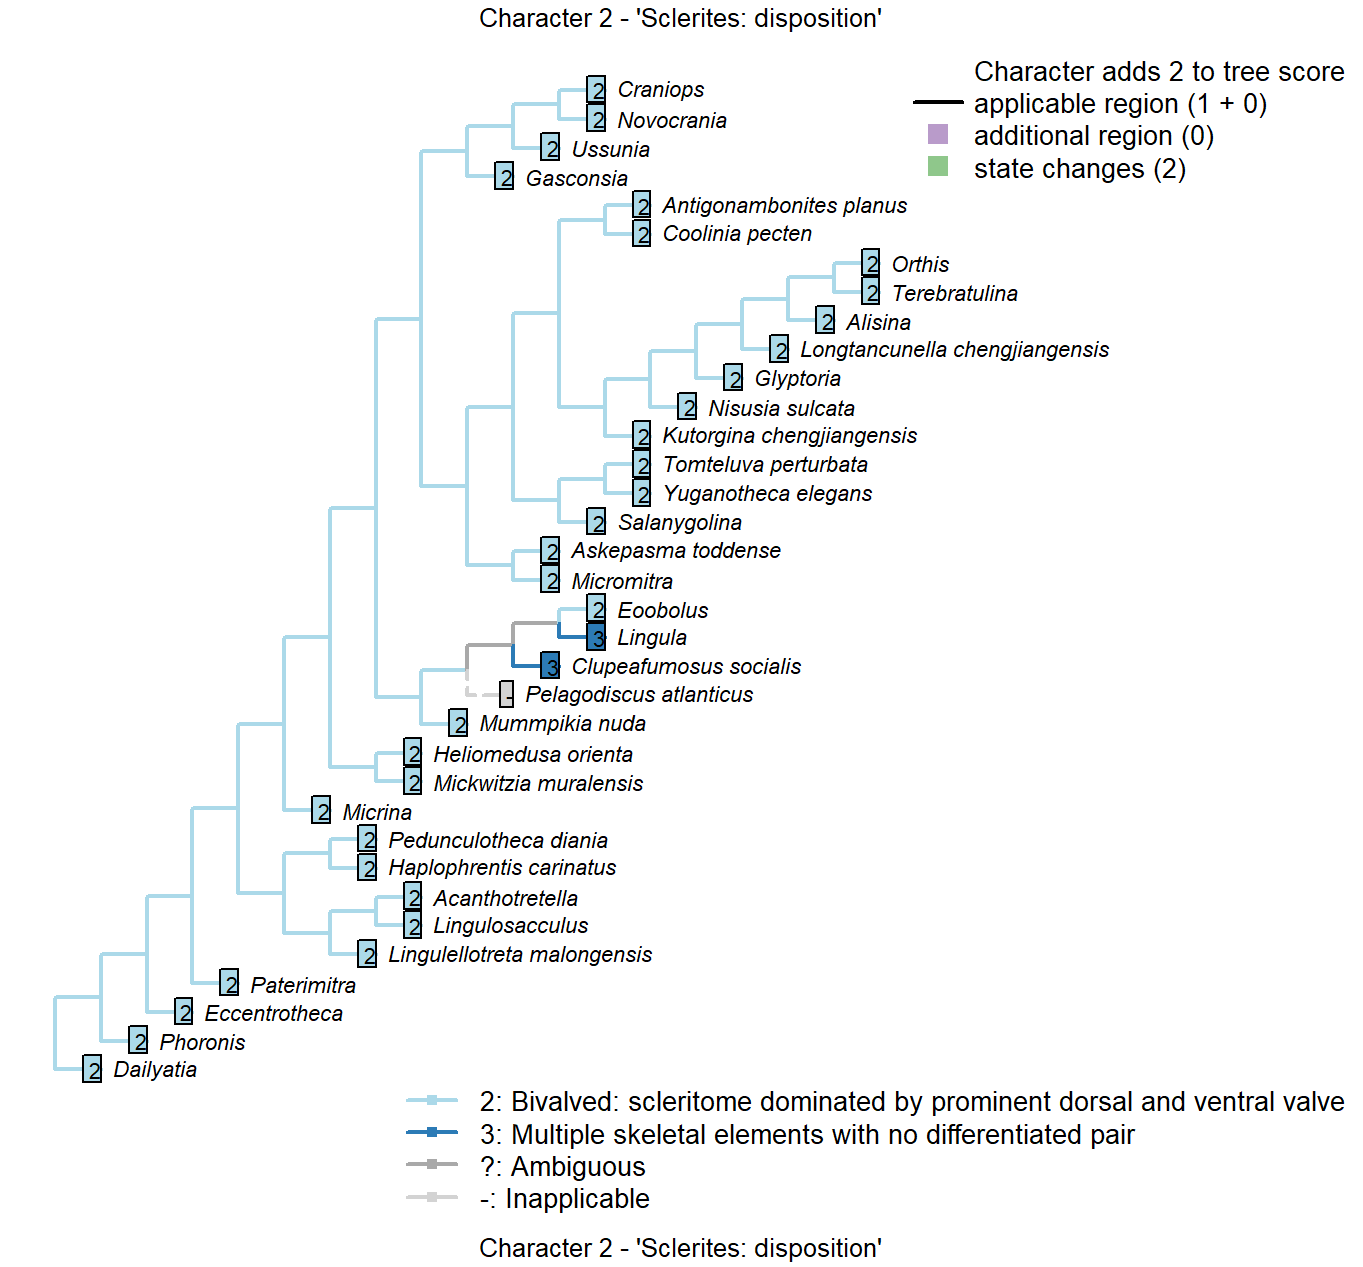 Character 2 - 'Sclerites: disposition'
Character adds 2 to tree score
applicable region (1 + 0)
additional region (0)
state changes (2)
2 Craniops
2 Novocrania
2 Ussunia
2 Gasconsia
2 Antigonambonites planus
2 Coolinia pecten
2 Orthis
2 Terebratulina
2 Alisina
2 Longtancunella chengjiangensis
2 Glyptoria
2 Nisusia sulcata
2 Kutorgina chengjiangensis
2 Tomteluva perturbata
2 Yuganotheca elegans
2 Salanygolina
2 Askepasma toddense
2 Micromitra
2 Eoobolus
3 Lingula
3 Clupeafumosus socialis
- Pelagodiscus atlanticus
2 Mummpikia nuda
2 Heliomedusa orienta
2 Mickwitzia muralensis
2 Micrina
2 Pedunculotheca diania
2 Haplophrentis carinatus
2 Acanthotretella
2 Lingulosacculus
2 Lingulellotreta malongensis
2 Paterimitra
2 Eccentrotheca
2 Phoronis
2 Dailyatia
2: Bivalved: scleritome dominated by prominent dorsal and ventral valve
3: Multiple skeletal elements with no differentiated pair
?: Ambiguous
-: Inapplicable
Character 2 - 'Sclerites: disposition'